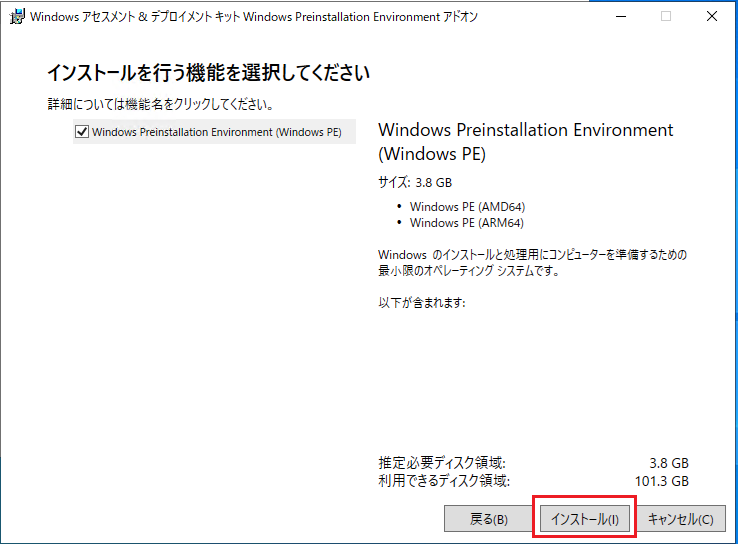 Windows アセスメント & デプロイメント キット Windows Preinstallation Environment アドオン
インストールを行う機能を選択してください
詳細については機能名をクリックしてください。
Windows Preinstallation Environment (Windows PE)
Windows Preinstallation Environment
(Windows PE)
サイズ: 3.8 GB
• Windows PE (AMD64)
• Windows PE (ARM64)
Windows のインストールと処理用にコンピューターを準備するための
最小限のオペレーティング システムです。
以下が含まれます:
推定必要ディスク領域: 3.8 GB
利用できるディスク領域: 101.3 GB
戻る(B) インストール(I) キャンセル(C)